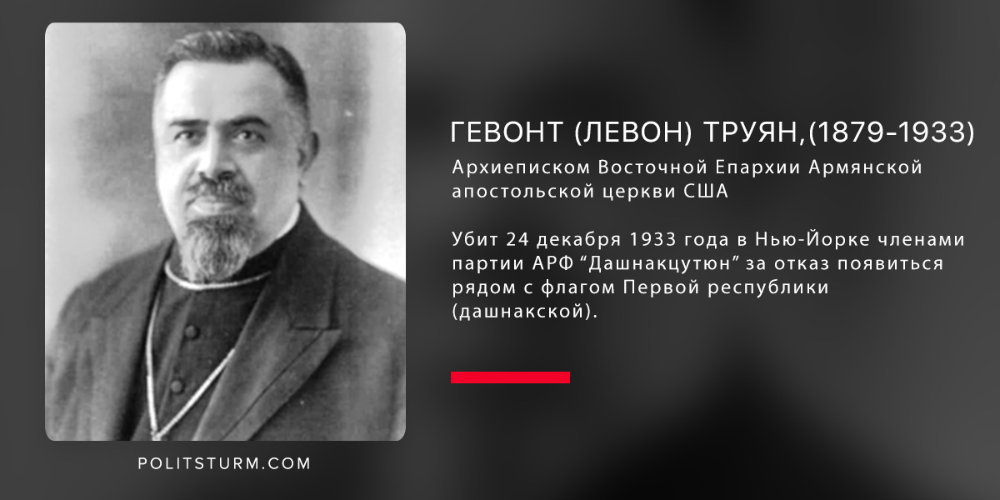 ГЕВОНТ (ЛЕВОН) ТРУЯН,(1879-1933)
Архиепископ Восточной Епархии Армянской
апостольской церкви США
Убит 24 декабря 1933 года в Нью-Йорке членами
партии АРФ “Дашнакцутюн” за отказ появиться
рядом с флагом Первой республики
(дашнакской).
POLITSTURM.COM